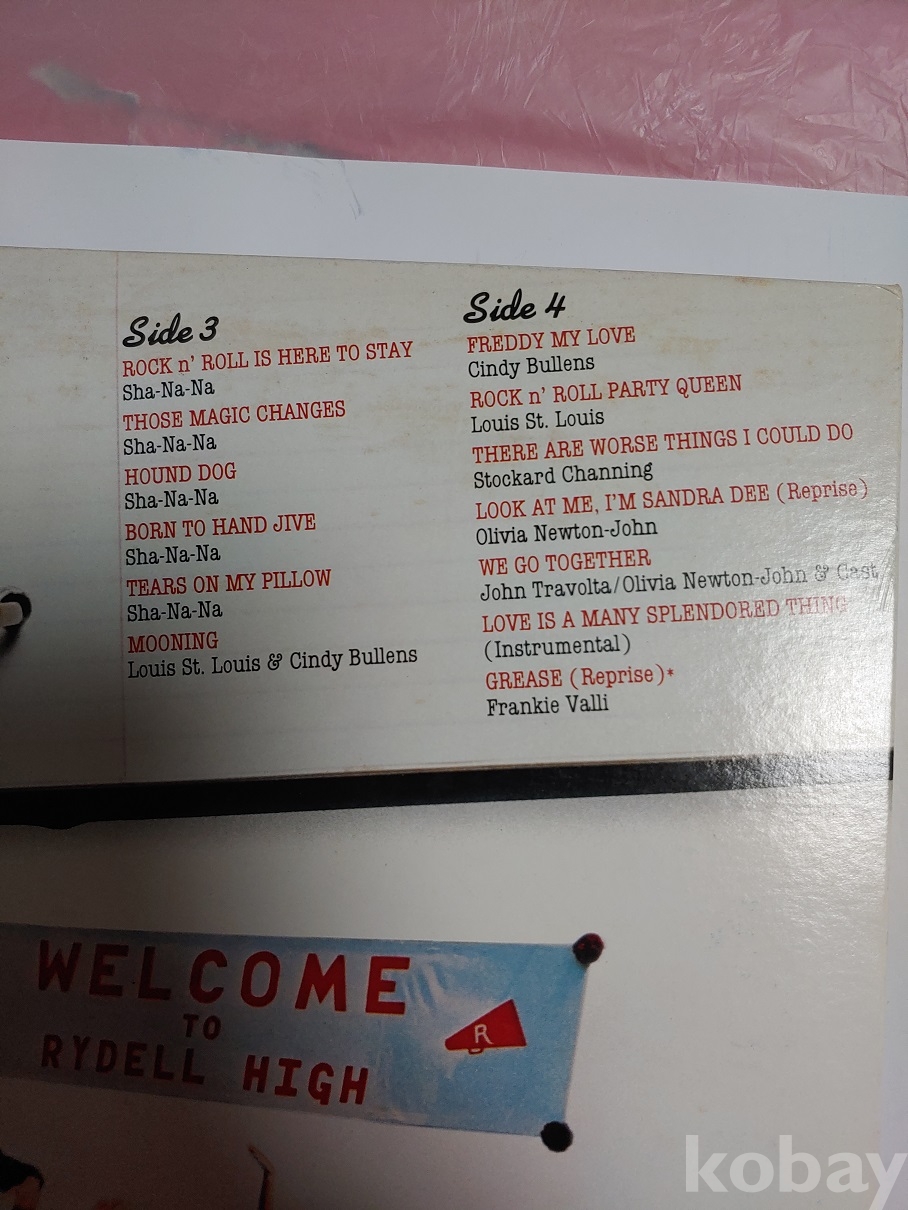 Side 3
ROCK n' ROLL IS HERE TO STAY
Sha-Na-Na
THOSE MAGIC CHANGES
Sha-Na-Na
HOUND DOG
Sha-Na-Na
BORN TO HAND JIVE
Sha-Na-Na
TEARS ON MY PILLOW
Sha-Na-Na
MOONING
Louis St. Louis & Cindy Bullens
Side 4
FREDDY MY LOVE
Cindy Bullens
ROCK n' ROLL PARTY QUEEN
Louis St. Louis
THERE ARE WORSE THINGS I COULD DO
Stockard Channing
LOOK AT ME, I'M SANDRA DEE (Reprise)
Olivia Newton-John
WE GO TOGETHER
John Travolta/Olivia Newton-John & Cast
LOVE IS A MANY SPLENDORED THING
(Instrumental)
GREASE (Reprise)*
Frankie Valli
WELCOME
TO
RYDELL HIGH
R
kobay